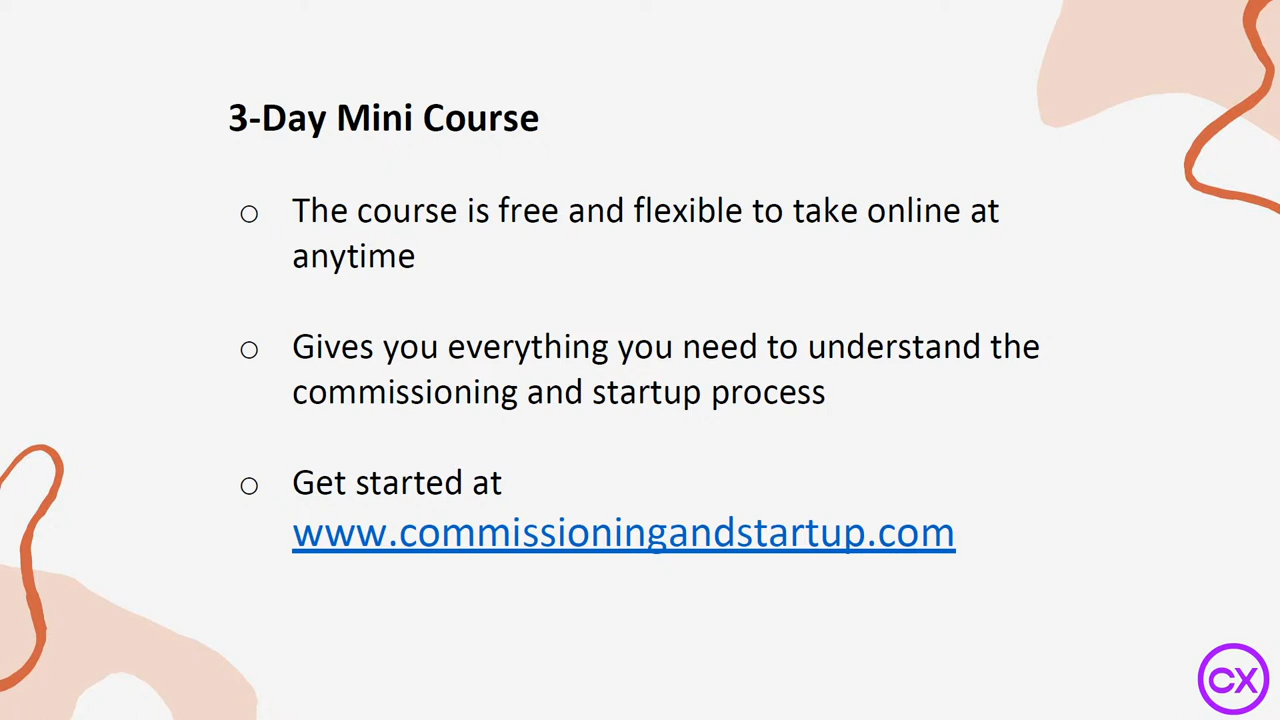 3-Day Mini Course
○ The course is free and flexible to take online at
anytime
○ Gives you everything you need to understand the
commissioning and startup process
○ Get started at
www.commissioningandstartup.com
CX